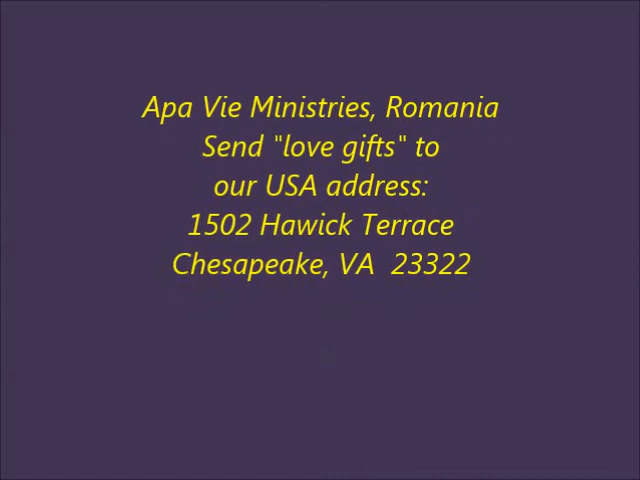 Apa Vie Ministries, Romania
Send "love gifts" to
our USA address:
1502 Hawick Terrace
Chesapeake, VA  23322